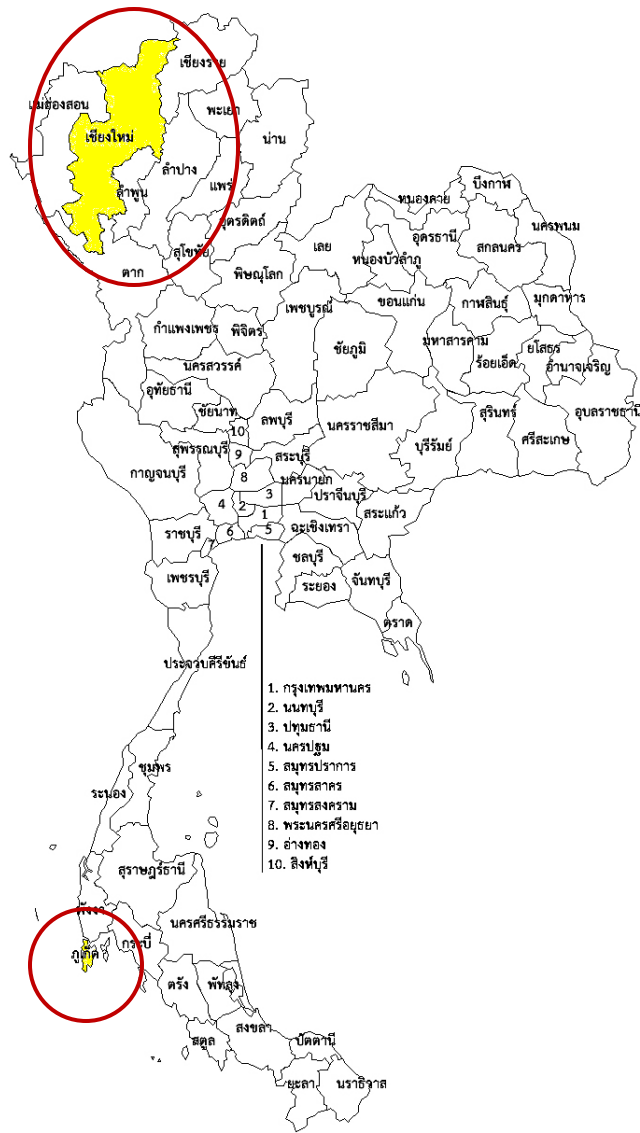 เชียงราย
แม่ฮ่องสอน
พะเยา
เชียงใหม่
น่าน
ลำปาง
แพร่
ลำพูน
บึงกาฬ
หนองคาย
อุตรดิตถ์
นครพนม
อุดรธานี
สกลนคร
เลย
สุโขทัย
หนองบัวลำภู
ตาก
พิษณุโลก
ขอนแก่น
กาฬสินธุ์
มุกดาหาร
เพชรบูรณ์
กำแพงเพชร
พิจิตร
มหาสารคาม
ยโสธร
ชัยภูมิ
ร้อยเอ็ด
อำนาจเจริญ
นครสวรรค์
อุทัยธานี
ชัยนาท
ลพบุรี
สุรินทร์
อุบลราชธานี
นครราชสีมา
10
ศรีสะเกษ
บุรีรัมย์
สุพรรณบุรี
9
สระบุรี
กาญจนบุรี
8
นครนายก
3
ปราจีนบุรี
4
2
1
สระแก้ว
5
ฉะเชิงเทรา
ราชบุรี
6
7
ชลบุรี
เพชรบุรี
ระยอง
จันทบุรี
ตราด
ประจวบคีรีขันธ์
1. กรุงเทพมหานคร
2. นนทบุรี
3. ปทุมธานี
4. นครปฐม
5. สมุทรปราการ
6. สมุทรสาคร
7. สมุทรสงคราม
8. พระนครศรีอยุธยา
9. อ่างทอง
10. สิงห์บุรี
ชุมพร
ระนอง
สุราษฎร์ธานี
พังงา
นครศรีธรรมราช
กระบี่
ภูเก็ต
ตรัง
พัทลุง
สงขลา
สตูล
ปัตตานี
ยะลา
นราธิวาส